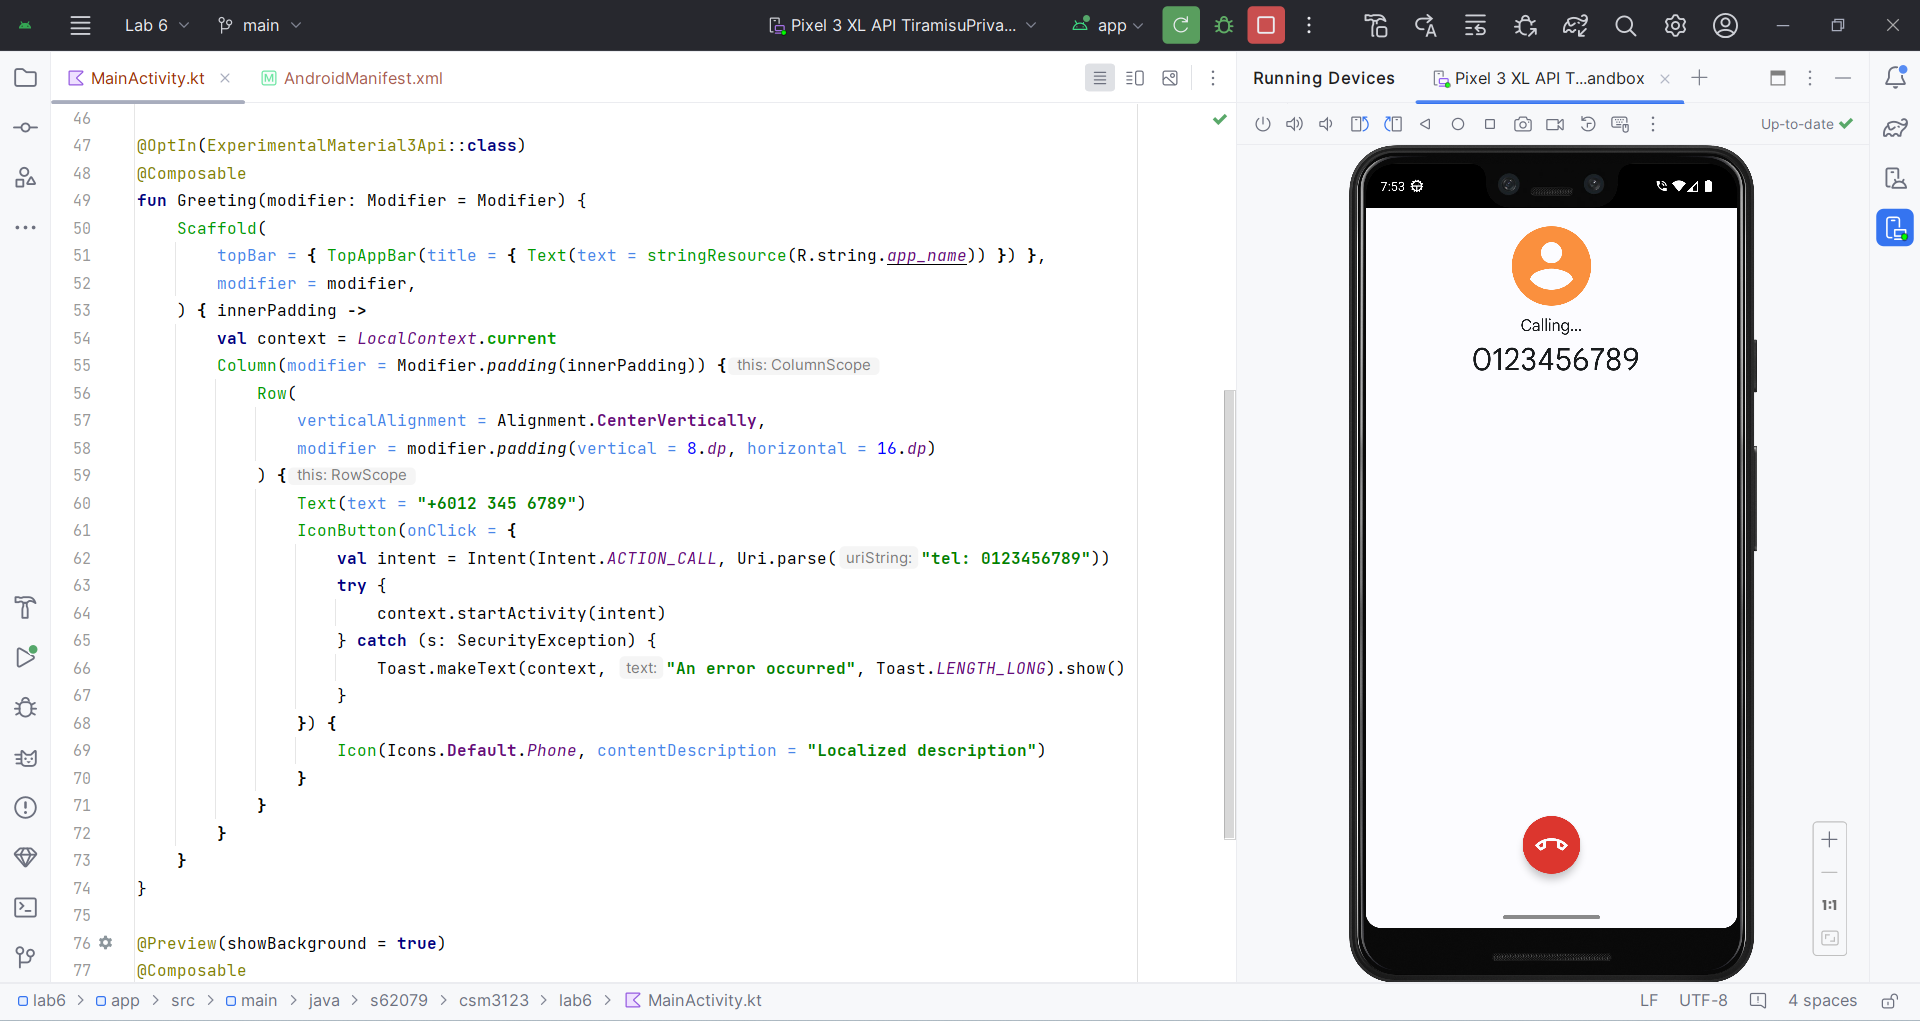 Lab 6 main Pixel 3 XL API TiramisuPriva... app
MainActivity.kt AndroidManifest.xml Running Devices Pixel 3 XL API T...andbox
Up-to-date
46
47 @OptIn(ExperimentalMaterial3Api::class)
48 @Composable
49 fun Greeting(modifier: Modifier = Modifier) {
50 Scaffold(
51 topBar = { TopAppBar(title = { Text(text = stringResource(R.string.app_name)) }) },
52 modifier = modifier,
53 ) { innerPadding ->
54 val context = LocalContext.current
55 Column(modifier = Modifier.padding(innerPadding)) { this: ColumnScope
56 Row(
57 verticalAlignment = Alignment.CenterVertically,
58 modifier = modifier.padding(vertical = 8.dp, horizontal = 16.dp)
59 ) { this: RowScope
60 Text(text = "+6012 345 6789")
61 IconButton(onClick = {
62 val intent = Intent(Intent.ACTION_CALL, Uri.parse( uriString: "tel: 0123456789"))
63 try {
64 context.startActivity(intent)
65 } catch (s: SecurityException) {
66 Toast.makeText(context, text: "An error occurred", Toast.LENGTH_LONG).show()
67 }
68 }) {
69 Icon(Icons.Default.Phone, contentDescription = "Localized description")
70 }
71 }
72 }
73 }
74 }
75
76 @Preview(showBackground = true)
77 @Composable
7:53
Calling...
0123456789
1:1
lab6 > app > src > main > java > s62079 > csm3123 > lab6 > MainActivity.kt LF UTF-8 4 spaces